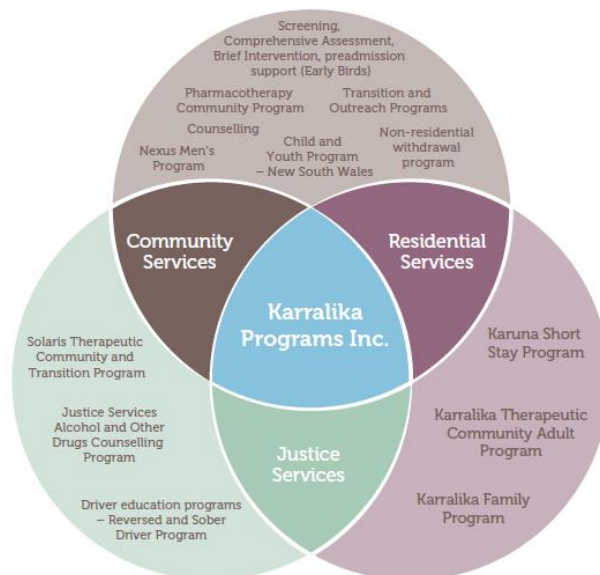 Screening,
Comprehensive Assessment,
Brief Intervention, preadmission
support (Early Birds)
Pharmacotherapy
Community Program
Transition and
Outreach Programs
Counselling
Nexus Men's
Program
Child and
Youth Program
– New South Wales
Non-residential
withdrawal
program
Community
Services
Residential
Services
Karralika
Programs Inc.
Solaris Therapeutic
Community and
Transition Program
Karuna Short
Stay Program
Justice Services
Alcohol and Other
Drugs Counselling
Program
Karralika Therapeutic
Community Adult
Program
Justice
Services
Driver education programs
– Reversed and Sober
Driver Program
Karralika Family
Program